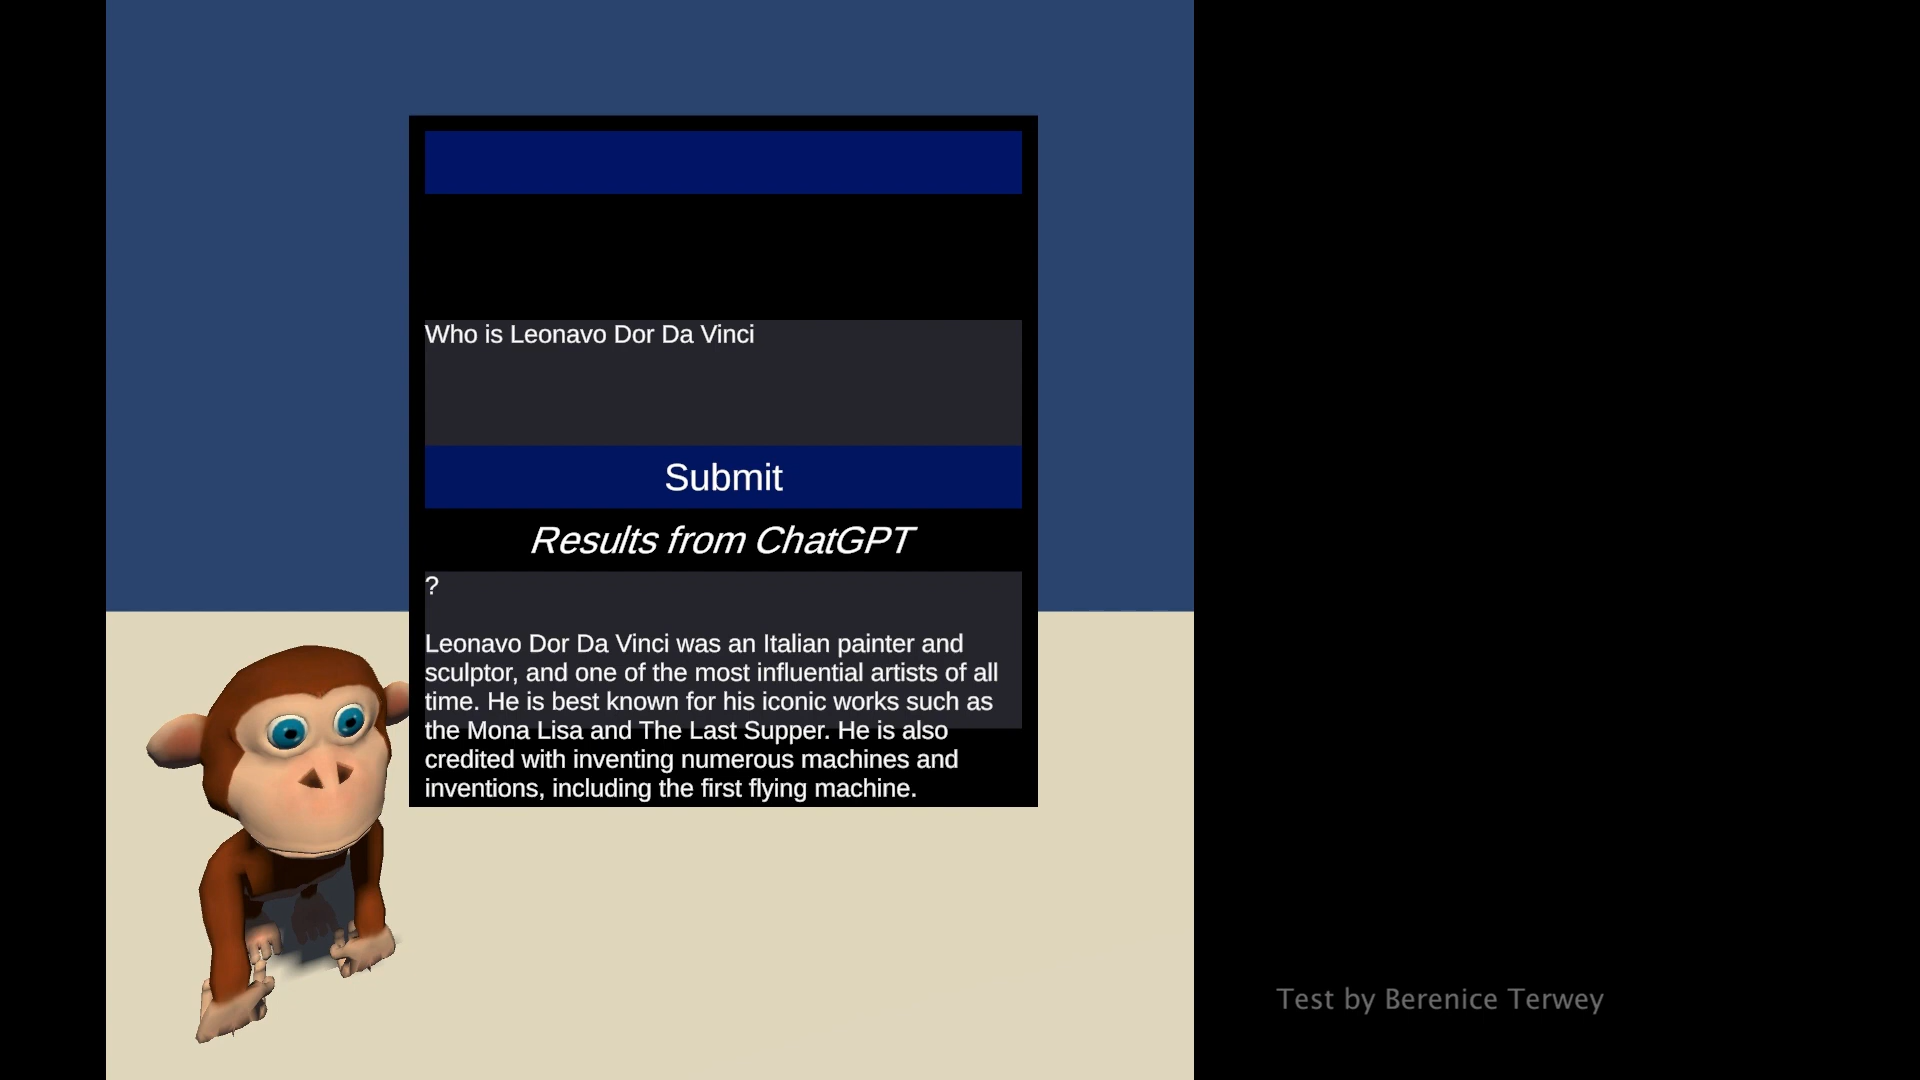 Who is Leonavo Dor Da Vinci
Submit
Results from ChatGPT
?
Leonavo Dor Da Vinci was an Italian painter and
sculptor, and one of the most influential artists of all
time. He is best known for his iconic works such as
the Mona Lisa and The Last Supper. He is also
credited with inventing numerous machines and
inventions, including the first flying machine.
Test by Berenice Terwey